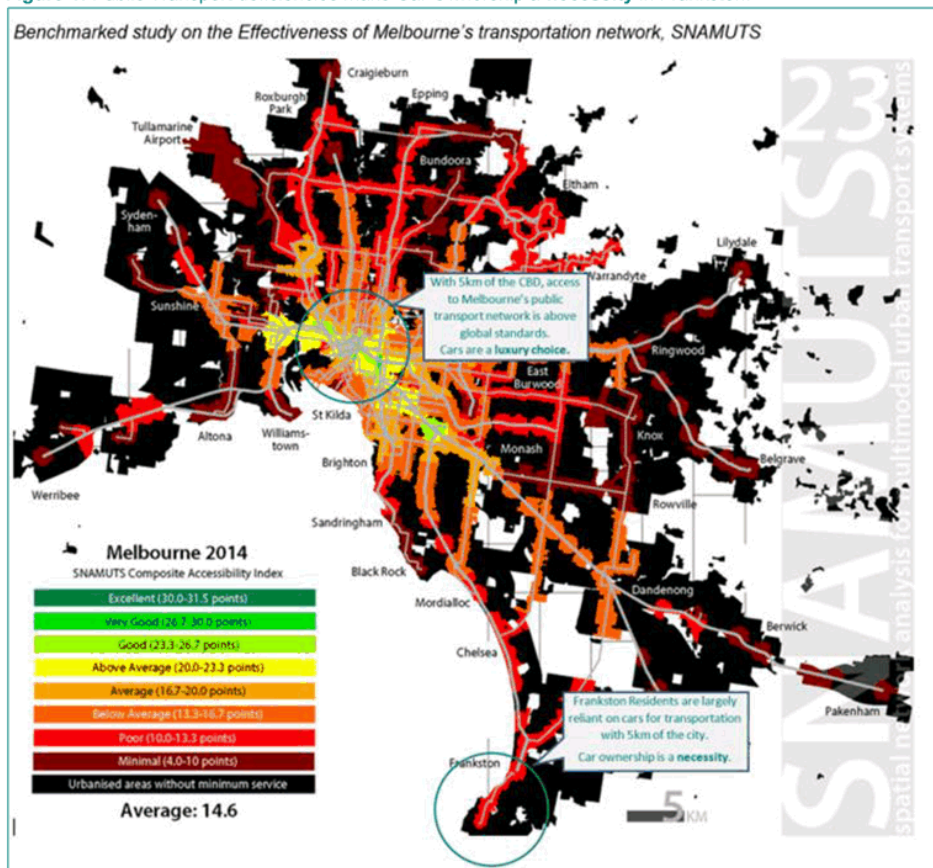 Benchmarked study on the Effectiveness of Melbourne's transportation network, SNAMUTS
Craigieburn
Roxburgh
Park
Epping
Tullamarine
Airport
Bundoora
Eltham
Syden-
ham
Lilydale
Warrandyte
With 5km of the CBD, access
to Melbourne's public
transport network is above
global standards.
Cars are a luxury choice.
Sunshine
Ringwood
East
Burwood
St Kilda
Altona
Williams-
town
Monash
Knox
Belgrave
Brighton
Werribee
Rowville
Sandringham
Black Rock
Mordialloc
Dandenong
Berwick
Chelsea
Pakenham
Frankston Residents are largely
reliant on cars for transportation
with 5km of the city.
Car ownership is a necessity.
Frankston
5 KM
Melbourne 2014
SNAMUTS Composite Accessibility Index
Excellent (30.0-31.5 points)
Very Good (26.7-30.0 points)
Good (23.3-26.7 points)
Above Average (20.0-23.3 points)
Average (16.7-20.0 points)
Below Average (13.3-16.7 points)
Poor (10.0-13.3 points)
Minimal (4.0-10 points)
Urbanised areas without minimum service
Average: 14.6
SNAMUTS 23
spatial network analysis for multimodal urban transport systems